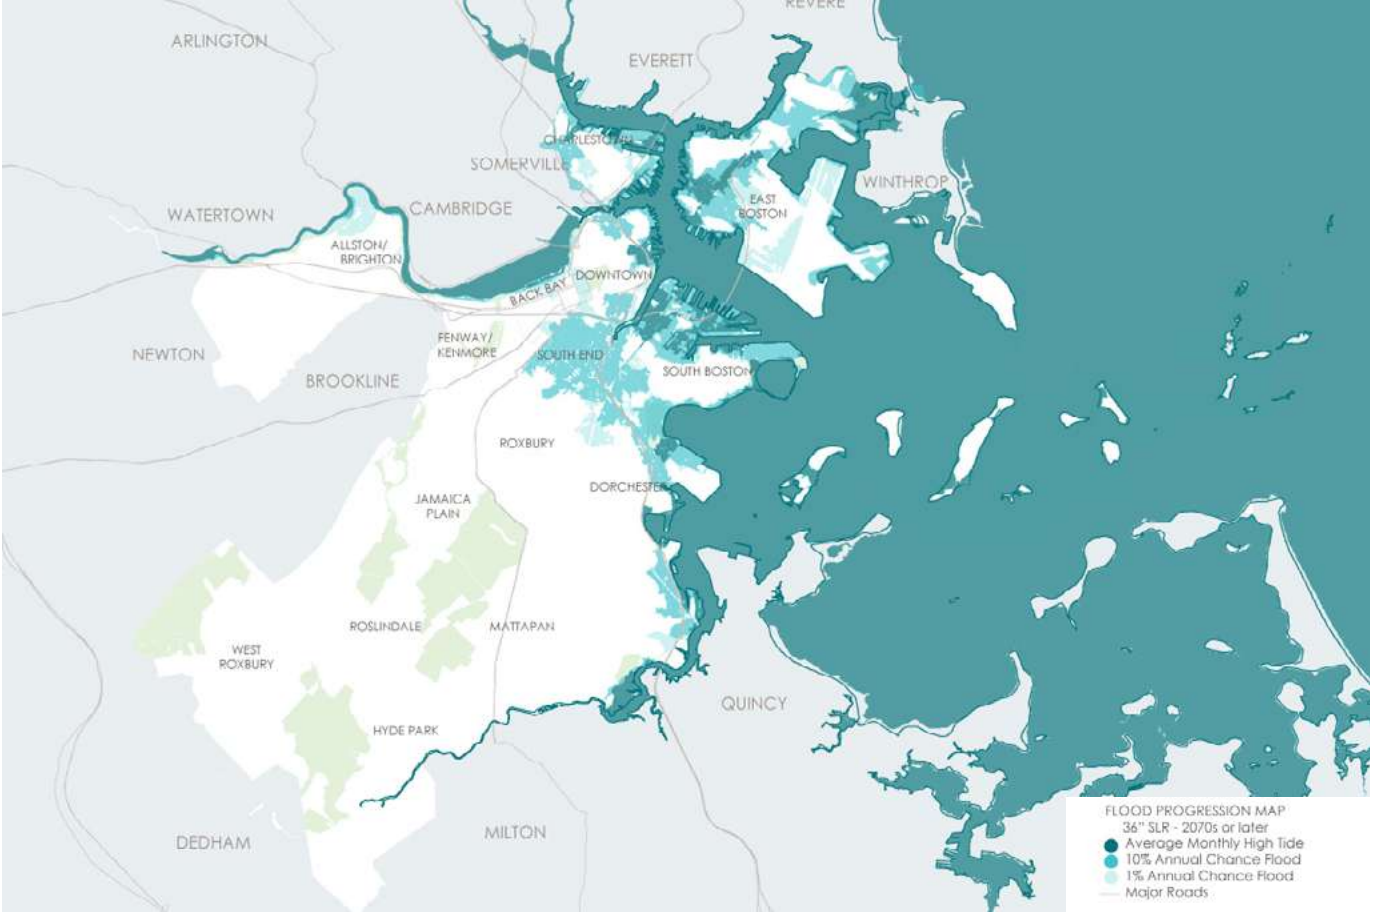 REVERE
ARLINGTON
EVERETT
CHARLESTOWN
SOMERVILLE
WINTHROP
EAST
BOSTON
WATERTOWN
CAMBRIDGE
ALLSTON/
BRIGHTON
DOWNTOWN
BACK BAY
FENWAY/
KENMORE
SOUTH END
NEWTON
BROOKLINE
SOUTH BOSTON
ROXBURY
DORCHESTER
JAMAICA
PLAIN
ROSLINDALE
MATTAPAN
WEST
ROXBURY
QUINCY
HYDE PARK
MILTON
DEDHAM
FLOOD PROGRESSION MAP
36" SLR - 2070s or later
Average Monthly High Tide
10% Annual Chance Flood
1% Annual Chance Flood
Major Roads